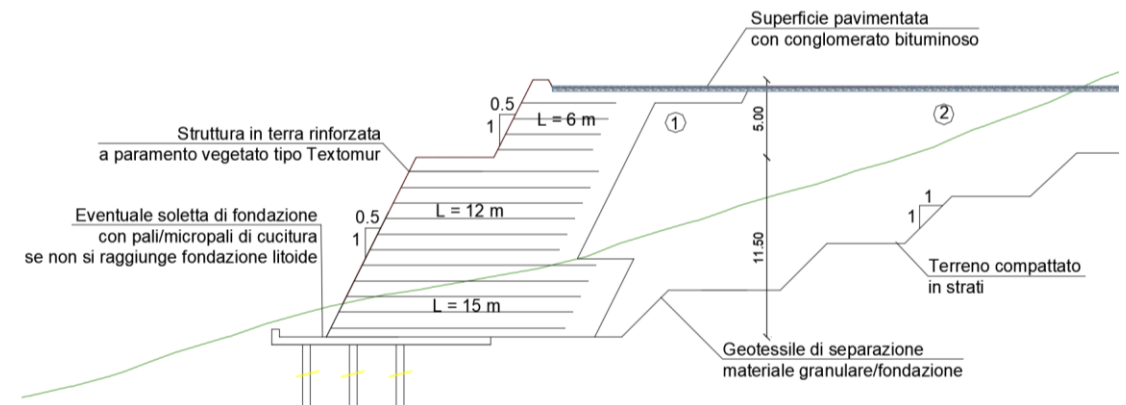 Superficie pavimentata
con conglomerato bituminoso
0.5
1
L = 6 m
1
2
5.00
Struttura in terra rinforzata
a paramento vegetato tipo Textomur
Eventuale soletta di fondazione
con pali/micropali di cucitura
se non si raggiunge fondazione litoide
0.5
1
L = 12 m
1
1
11.50
Terreno compattato
in strati
L = 15 m
Geotessile di separazione
materiale granulare/fondazione